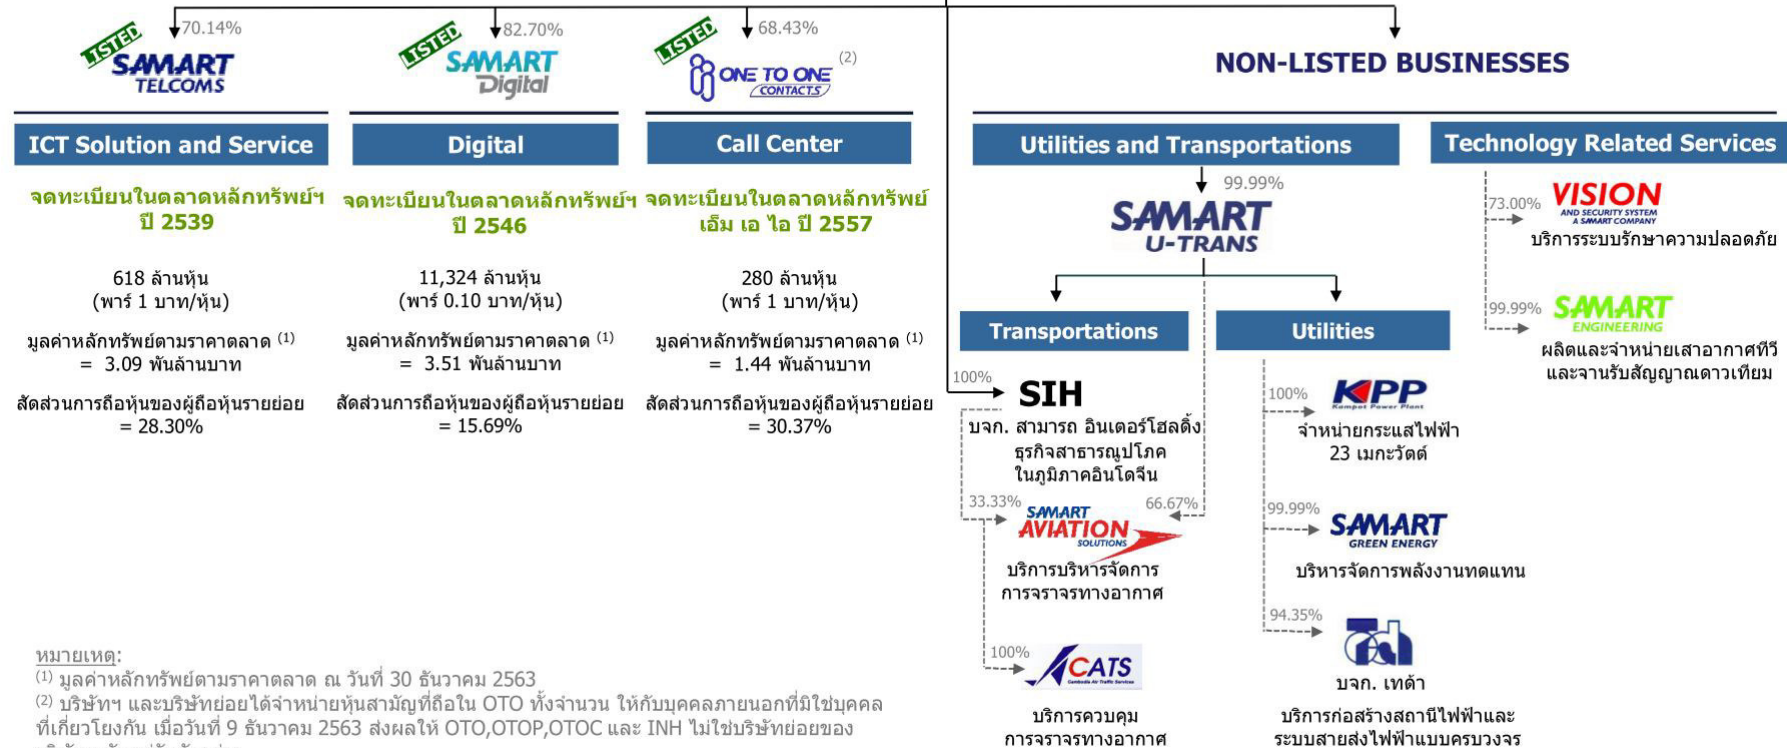 LISTED
70.14%
SAMART
TELCOMS
ICT Solution and Service
จดทะเบียนในตลาดหลักทรัพย์ฯ
ปี 2539
618 ล้านหุ้น
(พาร์ 1 บาท/หุ้น)
มูลค่าหลักทรัพย์ตามราคาตลาด (1)
= 3.09 พันล้านบาท
สัดส่วนการถือหุ้นของผู้ถือหุ้นรายย่อย
= 28.30%
LISTED
82.70%
SAMART
Digital
Digital
จดทะเบียนในตลาดหลักทรัพย์ฯ
ปี 2546
11,324 ล้านหุ้น
(พาร์ 0.10 บาท/หุ้น)
มูลค่าหลักทรัพย์ตามราคาตลาด (1)
= 3.51 พันล้านบาท
สัดส่วนการถือหุ้นของผู้ถือหุ้นรายย่อย
= 15.69%
LISTED
68.43%
ONE TO ONE (2)
CONTACTS
Call Center
จดทะเบียนในตลาดหลักทรัพย์
เอ็ม เอ ไอ ปี 2557
280 ล้านหุ้น
(พาร์ 1 บาท/หุ้น)
มูลค่าหลักทรัพย์ตามราคาตลาด (1)
= 1.44 พันล้านบาท
สัดส่วนการถือหุ้นของผู้ถือหุ้นรายย่อย
= 30.37%
NON-LISTED BUSINESSES
Utilities and Transportations
99.99%
SAMART
U-TRANS
Transportations
100%
SIH
บจก. สามารถ อินเตอร์โฮลดิ้ง
ธุรกิจสาธารณูปโภค
ในภูมิภาคอินโดจีน
33.33%
66.67%
SAMART
AVIATION
SOLUTIONS
บริการบริหารจัดการ
การจราจรทางอากาศ
100%
CATS
Cambodia Air Traffic Services
บริการควบคุม
การจราจรทางอากาศ
Utilities
100%
KPP
Kampot Power Plant
จำหน่ายกระแสไฟฟ้า
23 เมกะวัตต์
99.99%
SAMART
GREEN ENERGY
บริหารจัดการพลังงานทดแทน
94.35%
บจก. เทด้า
บริการก่อสร้างสถานีไฟฟ้าและ
ระบบสายส่งไฟฟ้าแบบครบวงจร
Technology Related Services
73.00%
VISION
AND SECURITY SYSTEM
A SAMART COMPANY
บริการระบบรักษาความปลอดภัย
99.99%
SAMART
ENGINEERING
ผลิตและจำหน่ายเสาอากาศทีวี
และจานรับสัญญาณดาวเทียม
หมายเหตุ:
(1) มูลค่าหลักทรัพย์ตามราคาตลาด ณ วันที่ 30 ธันวาคม 2563
(2) บริษัทฯ และบริษัทย่อยได้จำหน่ายหุ้นสามัญที่ถือใน OTO ทั้งจำนวน ให้กับบุคคลภายนอกที่มิใช่บุคคล
ที่เกี่ยวโยงกัน เมื่อวันที่ 9 ธันวาคม 2563 ส่งผลให้ OTO,OTOP,OTOC และ INH ไม่ใช่บริษัทย่อยของ